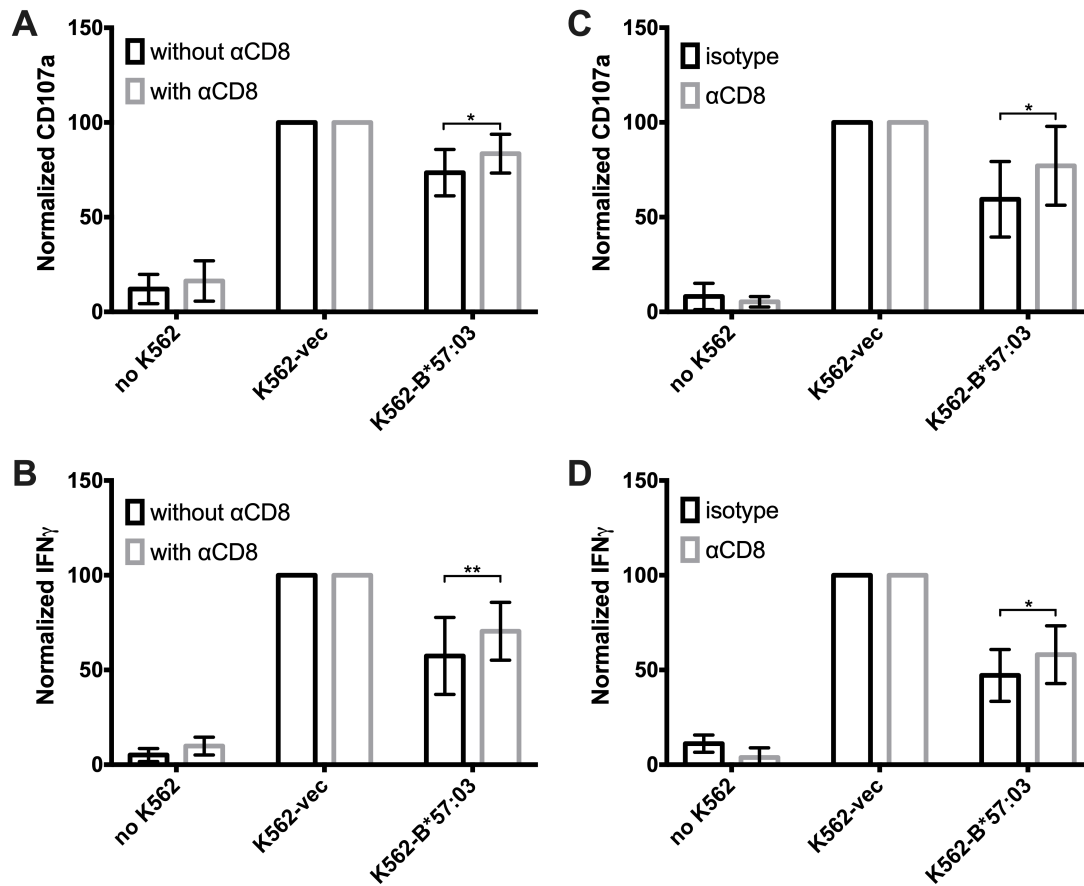 A
150
100
50
0
Normalized CD107a
without αCD8
with αCD8
*
no K562
K562-vec
K562-B*57:03
C
150
100
50
0
Normalized CD107a
isotype
αCD8
*
no K562
K562-vec
K562-B*57:03
B
150
100
50
0
Normalized IFNγ
without αCD8
with αCD8
**
no K562
K562-vec
K562-B*57:03
D
150
100
50
0
Normalized IFNγ
isotype
αCD8
*
no K562
K562-vec
K562-B*57:03